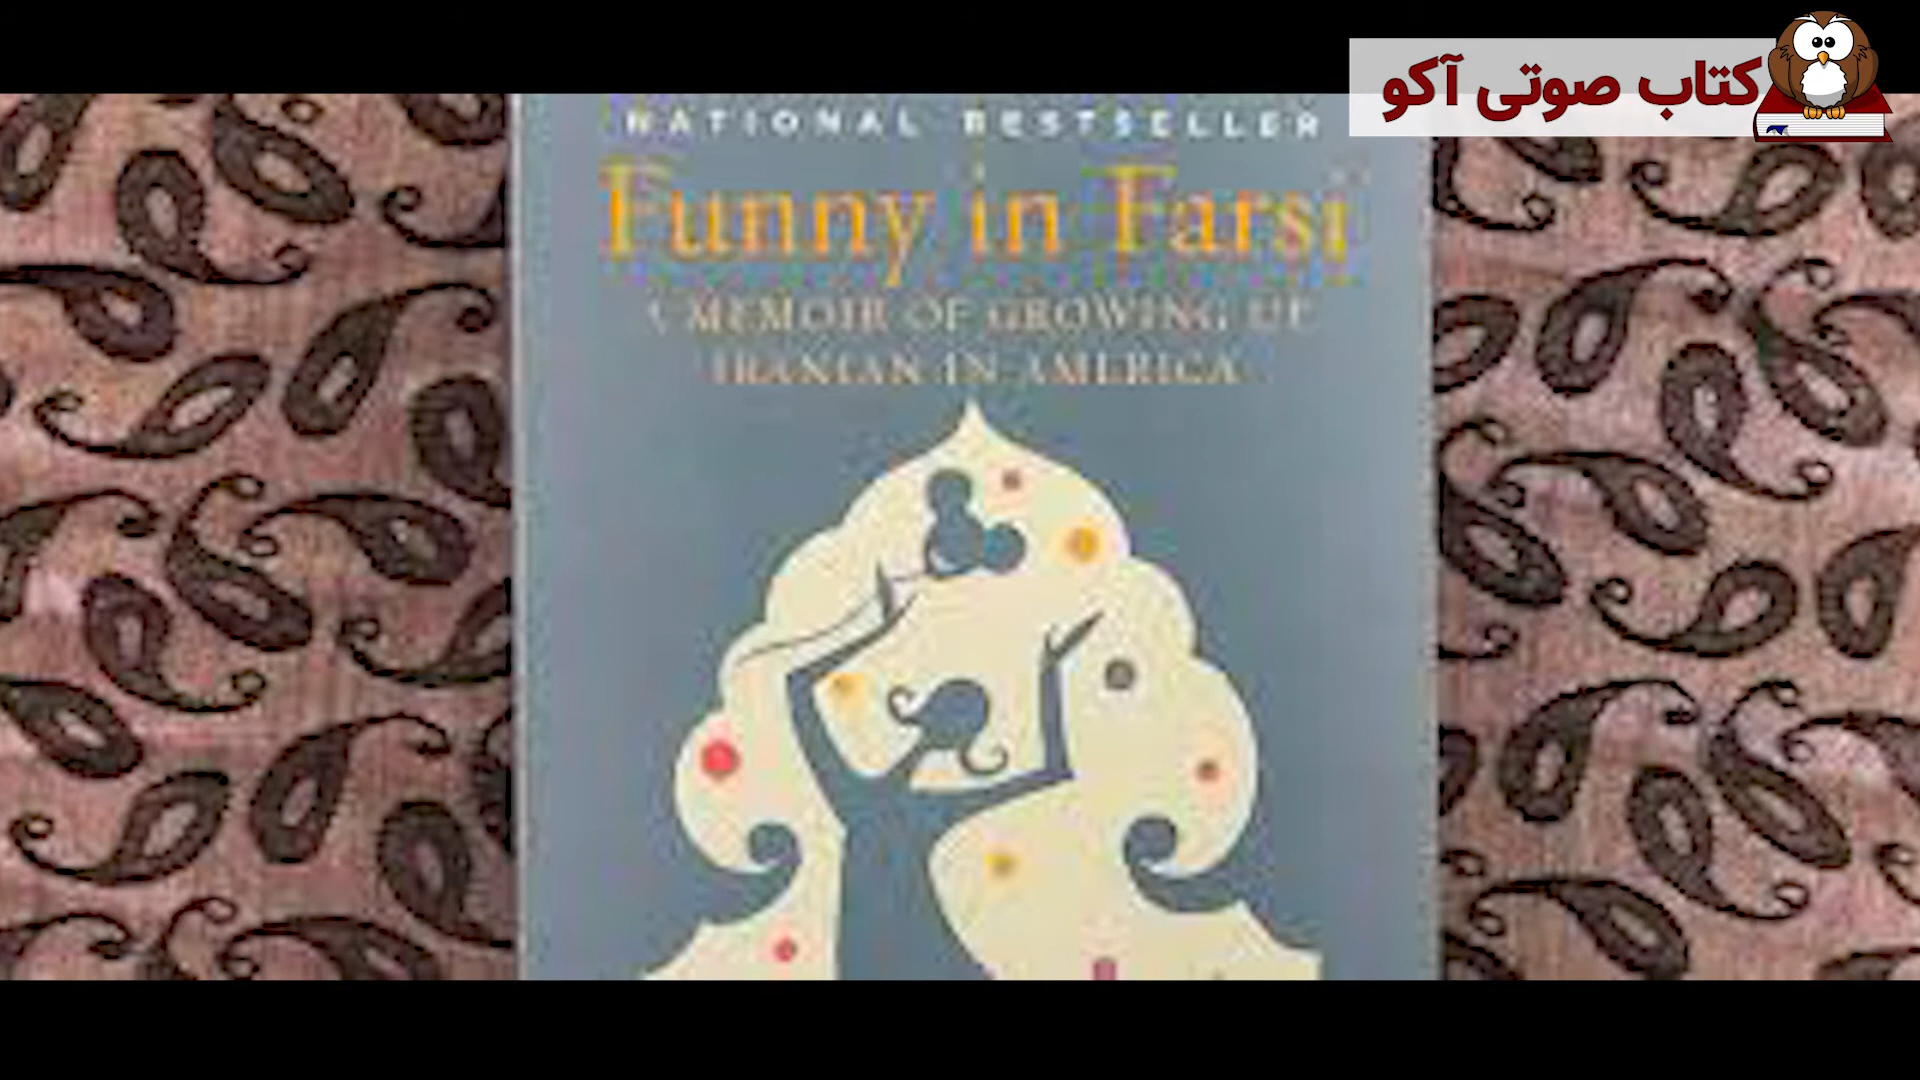 کتاب صوتی آکو
NATIONAL BESTSELLER
Funny in Farsi
A MEMOIR OF GROWING UP
IRANIAN IN AMERICA